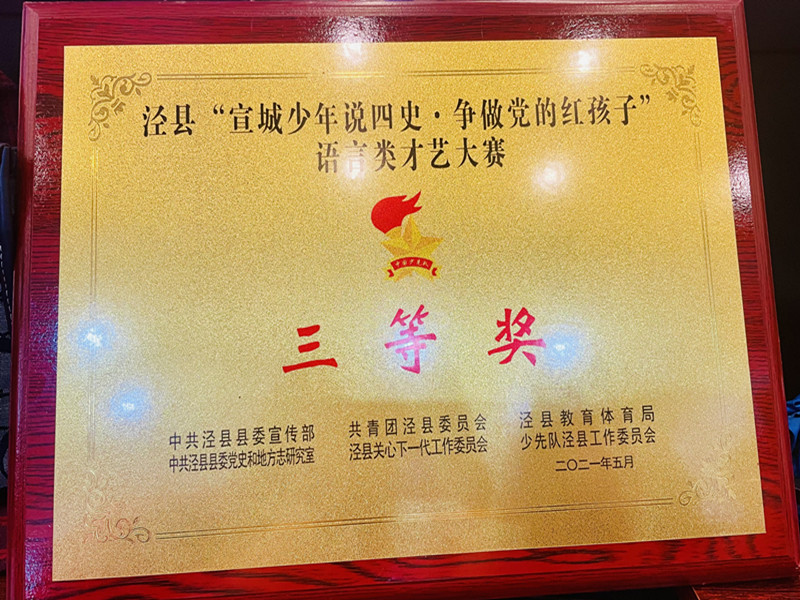 泾县“宣城少年说四史·争做党的红孩子”
语言类才艺大赛
中国少先队
三等奖
中共泾县县委宣传部
中共泾县县委党史和地方志研究室
共青团泾县委员会
泾县关心下一代工作委员会
泾县教育体育局
少先队泾县工作委员会
二〇二一年五月